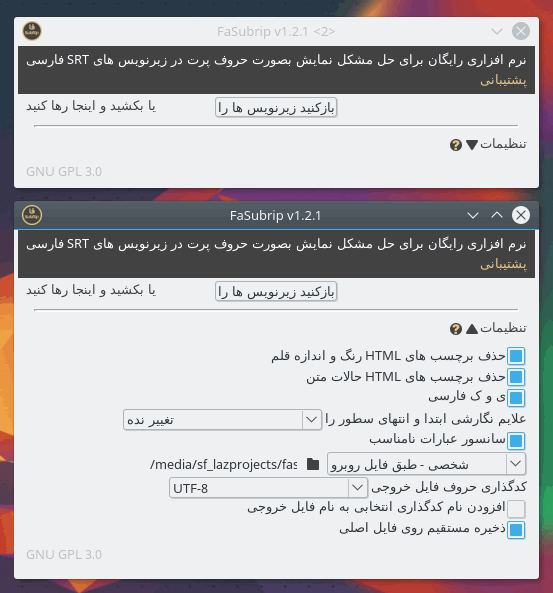 FaSubrip v1.2.1 <2>
نرم افزاری رایگان برای حل مشکل نمایش بصورت حروف پرت در زیرنویس های SRT فارسی
پشتیبانی
بازکنید زیرنویس ها را
یا بکشید و اینجا رها کنید
تنظیمات ▼ ?
GNU GPL 3.0
FaSubrip v1.2.1
نرم افزاری رایگان برای حل مشکل نمایش بصورت حروف پرت در زیرنویس های SRT فارسی
پشتیبانی
بازکنید زیرنویس ها را
یا بکشید و اینجا رها کنید
تنظیمات ▲ ?
حذف برچسب های HTML رنگ و اندازه قلم
حذف برچسب های HTML حالات متن
ی و ک فارسی
علایم نگارشی ابتدا و انتهای سطور را تغییر نده
سانسور عبارات نامناسب
شخصی - طبق فایل روبرو /media/sf_lazprojects/fas
کدگذاری حروف فایل خروجی UTF-8
افزودن نام کدگذاری انتخابی به نام فایل خروجی
ذخیره مستقیم روی فایل اصلی
GNU GPL 3.0